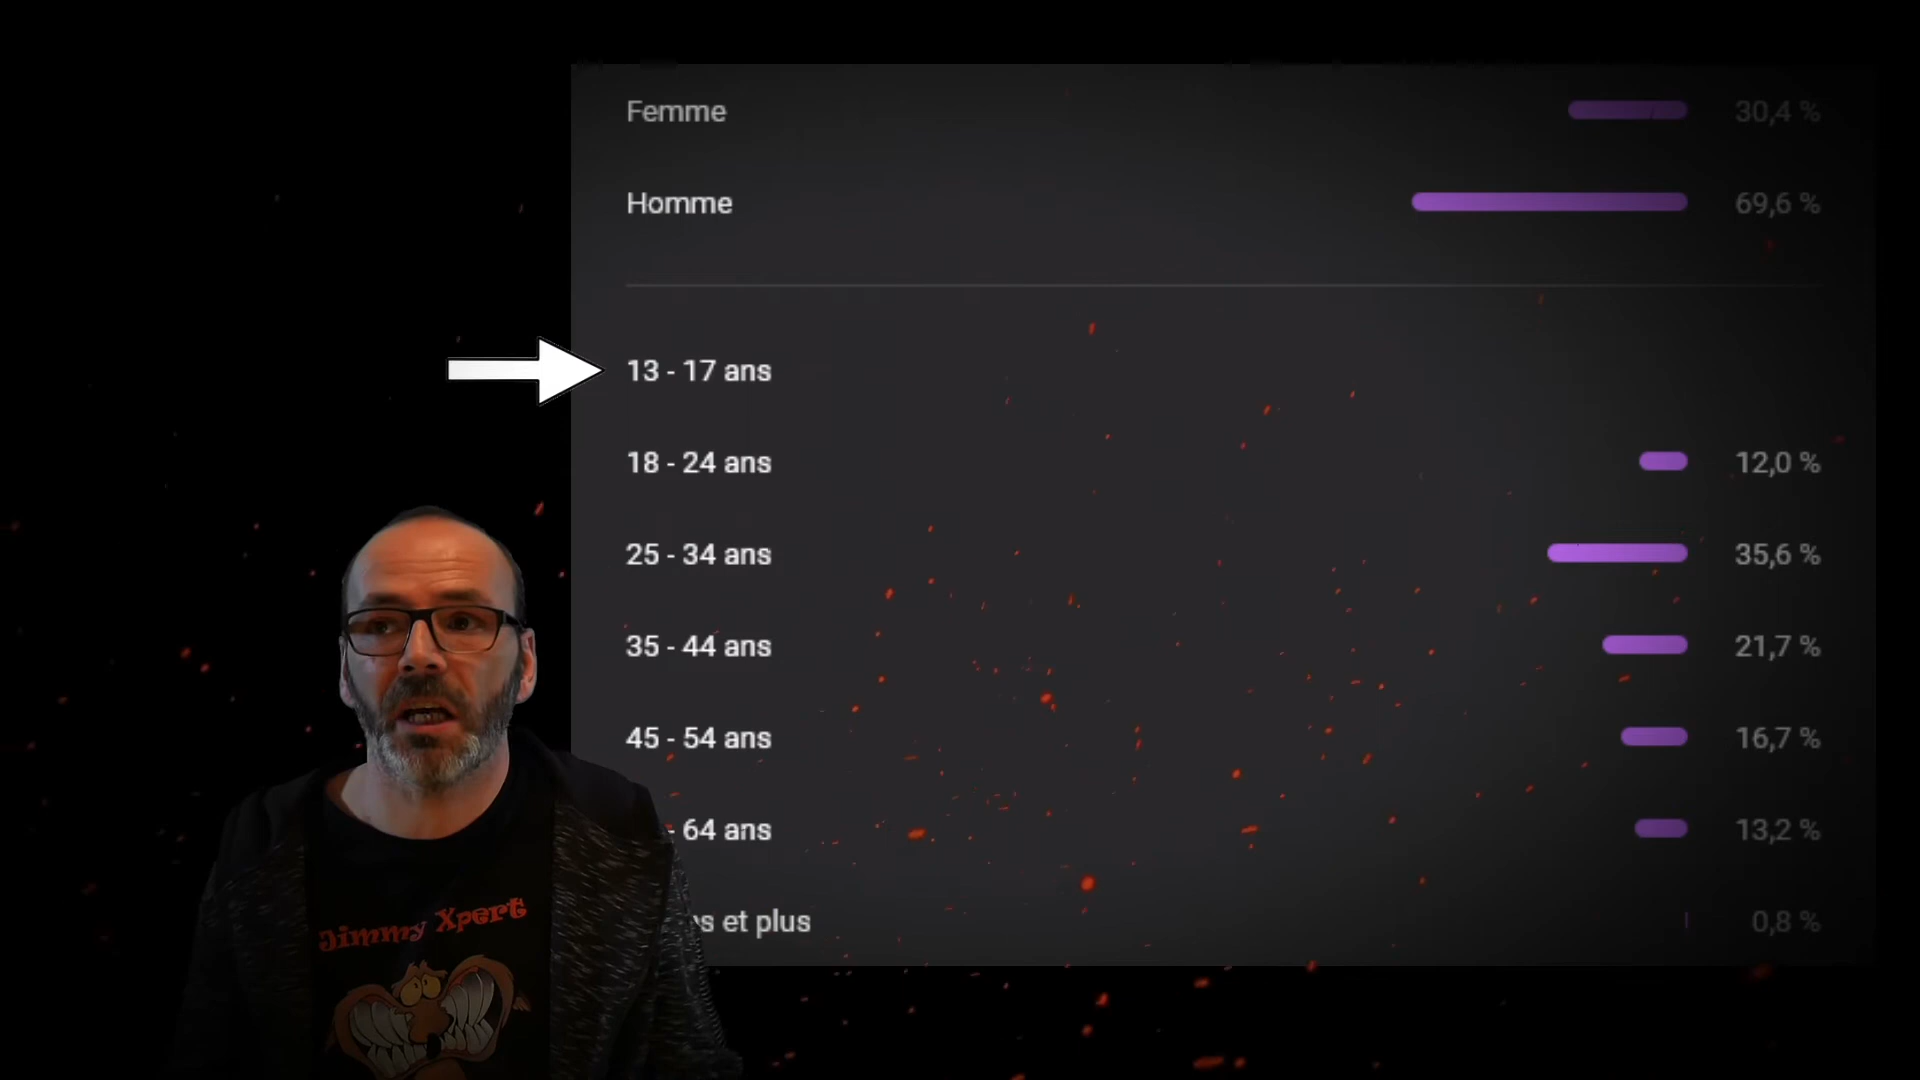 Femme 30,4 %
Homme 69,6 %
13 - 17 ans
18 - 24 ans 12,0 %
25 - 34 ans 35,6 %
35 - 44 ans 21,7 %
45 - 54 ans 16,7 %
- 64 ans 13,2 %
s et plus 0,8 %
Jimmy Xpert